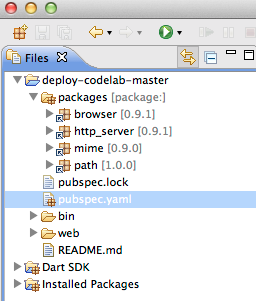 Files
deploy-codelab-master
packages [package:]
browser [0.9.1]
http_server [0.9.1]
mime [0.9.0]
path [1.0.0]
pubspec.lock
pubspec.yaml
bin
web
README.md
Dart SDK
Installed Packages